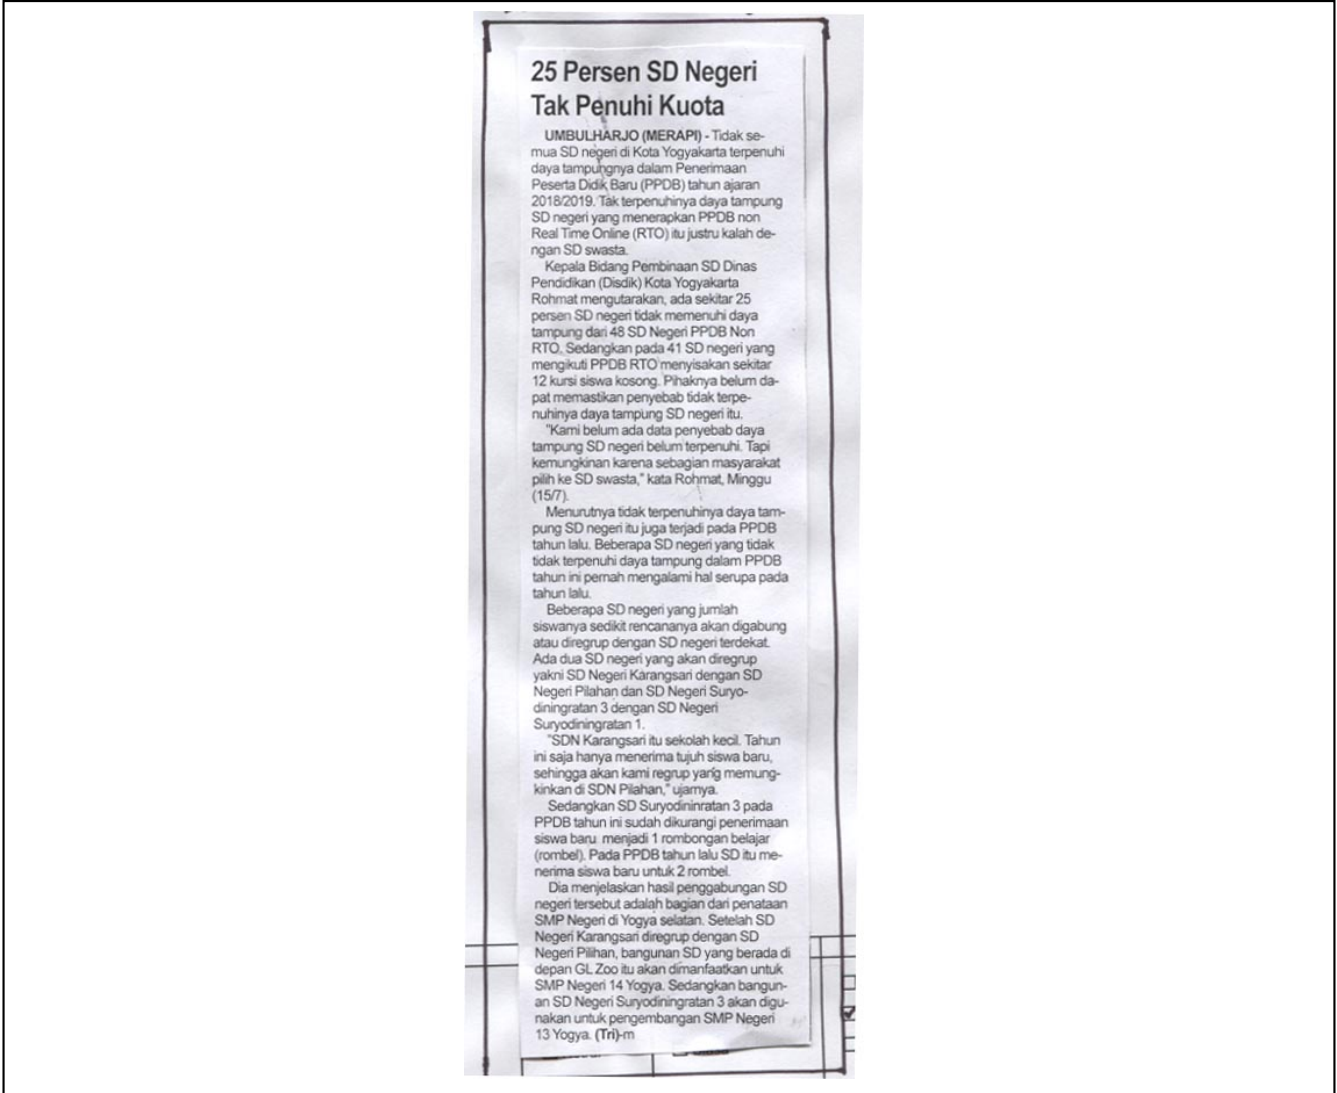 25 Persen SD Negeri
Tak Penuhi Kuota
UMBULHARJO (MERAPI) - Tidak se-
mua SD negeri di Kota Yogyakarta terpenuhi
daya tampungnya dalam Penerimaan
Peserta Didik Baru (PPDB) tahun ajaran
2018/2019. Tak terpenuhinya daya tampung
SD negeri yang menerapkan PPDB non
Real Time Online (RTO) itu justru kalah de-
ngan SD swasta.
Kepala Bidang Pembinaan SD Dinas
Pendidikan (Disdik) Kota Yogyakarta
Rohmat mengutarakan, ada sekitar 25
persen SD negeri tidak memenuhi daya
tampung dari 48 SD Negeri PPDB Non
RTO. Sedangkan pada 41 SD negeri yang
mengikuti PPDB RTO menyisakan sekitar
12 kursi siswa kosong. Pihaknya belum da-
pat memastikan penyebab tidak terpe-
nuhinya daya tampung SD negeri itu.
"Kami belum ada data penyebab daya
tampung SD negeri belum terpenuhi. Tapi
kemungkinan karena sebagian masyarakat
pilih ke SD swasta," kata Rohmat, Minggu
(15/7).
Menurutnya tidak terpenuhinya daya tam-
pung SD negeri itu juga terjadi pada PPDB
tahun lalu. Beberapa SD negeri yang tidak
tidak terpenuhi daya tampung dalam PPDB
tahun ini pernah mengalami hal serupa pada
tahun lalu.
Beberapa SD negeri yang jumlah
siswanya sedikit rencananya akan digabung
atau diregrup dengan SD negeri terdekat.
Ada dua SD negeri yang akan diregrup
yakni SD Negeri Karangsari dengan SD
Negeri Pilahan dan SD Negeri Suryo-
diningratan 3 dengan SD Negeri
Suryodiningratan 1.
"SDN Karangsari itu sekolah kecil. Tahun
ini saja hanya menerima tujuh siswa baru,
sehingga akan kami regrup yang memung-
kinkan di SDN Pilahan," ujarnya.
Sedangkan SD Suryodininratan 3 pada
PPDB tahun ini sudah dikurangi penerimaan
siswa baru menjadi 1 rombongan belajar
(rombel). Pada PPDB tahun lalu SD itu me-
nerima siswa baru untuk 2 rombel.
Dia menjelaskan hasil penggabungan SD
negeri tersebut adalah bagian dari penataan
SMP Negeri di Yogya selatan. Setelah SD
Negeri Karangsari diregrup dengan SD
Negeri Pilihan, bangunan SD yang berada di
depan GL Zoo itu akan dimanfaatkan untuk
SMP Negeri 14 Yogya. Sedangkan bangun-
an SD Negeri Suryodiningratan 3 akan digu-
nakan untuk pengembangan SMP Negeri
13 Yogya. (Tri)-m